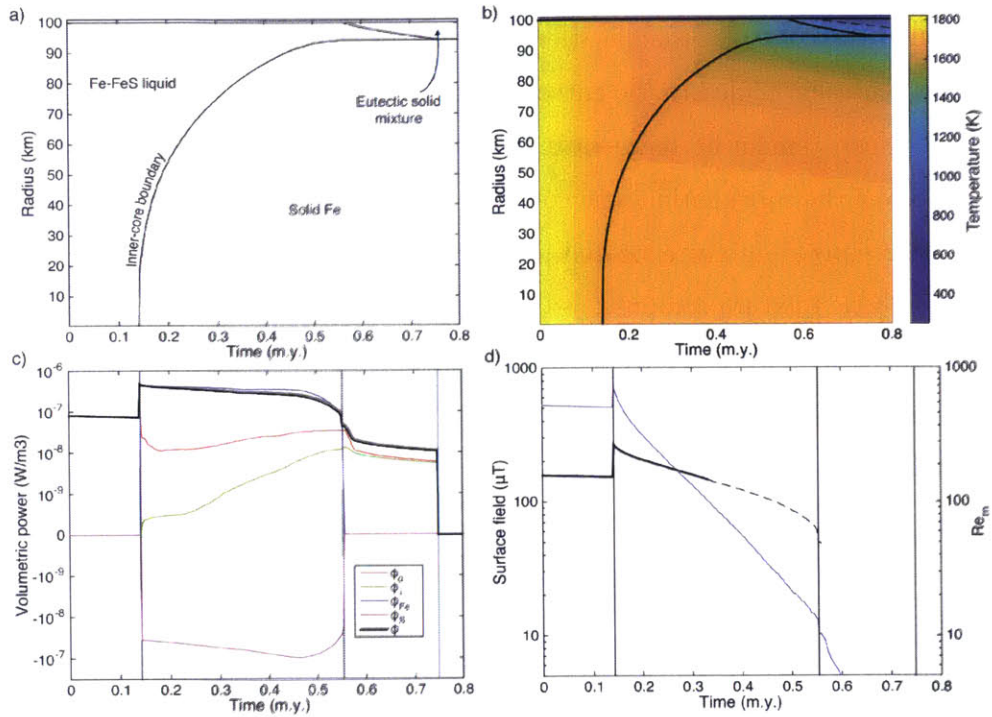 a)
100
90
80
70
60
50
40
30
20
10
Radius (km)
Fe-FeS liquid
Eutectic solid
mixture
Inner-core boundary
Solid Fe
0 0.1 0.2 0.3 0.4 0.5 0.6 0.7 0.8
Time (m.y.)
b)
100
90
80
70
60
50
40
30
20
10
Radius (km)
0 0.2 0.4 0.6 0.8
Time (m.y.)
1800
1600
1400
1200
1000
800
600
400
Temperature (K)
c)
10-6
10-7
10-8
10-9
0
-10-9
-10-8
-10-7
Volumetric power (W/m3)
Φ
0 0.1 0.2 0.3 0.4 0.5 0.6 0.7 0.8
Time (m.y.)
d)
1000
100
10
Surface field (μT)
1000
100
10
Rem
0 0.1 0.2 0.3 0.4 0.5 0.6 0.7 0.8
Time (m.y.)